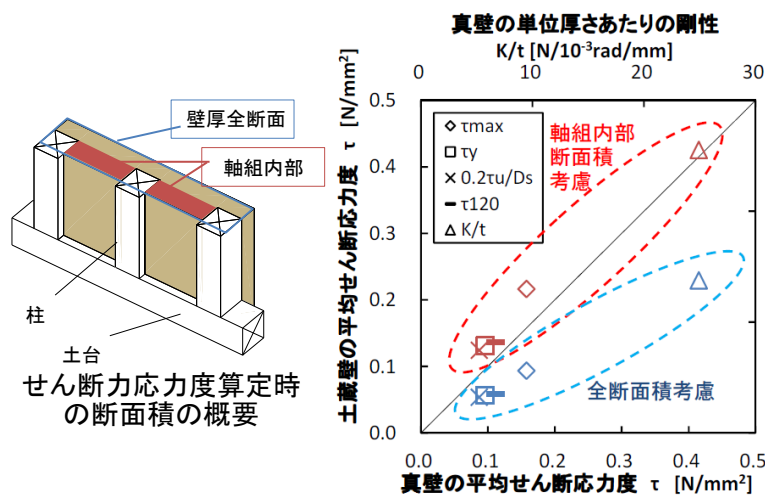 壁厚全断面
軸組内部
柱
土台
せん断力応力度算定時
の断面積の概要
真壁の単位厚さあたりの剛性
K/t [N/10-3rad/mm]
0 10 20 30
土蔵壁の平均せん断応力度 τ [N/mm2]
0.5
0.4
0.3
0.2
0.1
0.0
τmax
τy
0.2τu/Ds
τ120
K/t
軸組内部
断面積
考慮
全断面積考慮
0.0 0.1 0.2 0.3 0.4 0.5
真壁の平均せん断応力度 τ [N/mm2]